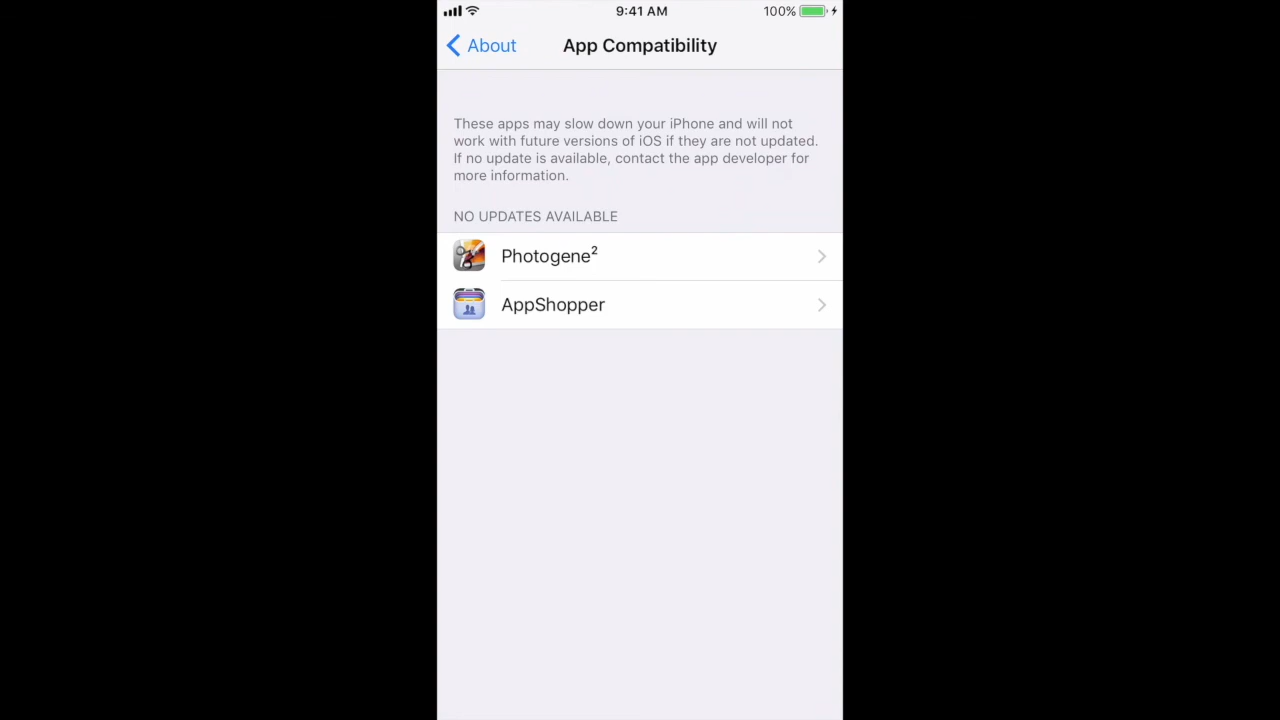 9:41 AM
100%
About
App Compatibility
These apps may slow down your iPhone and will not
work with future versions of iOS if they are not updated.
If no update is available, contact the app developer for
more information.
NO UPDATES AVAILABLE
Photogene²
AppShopper